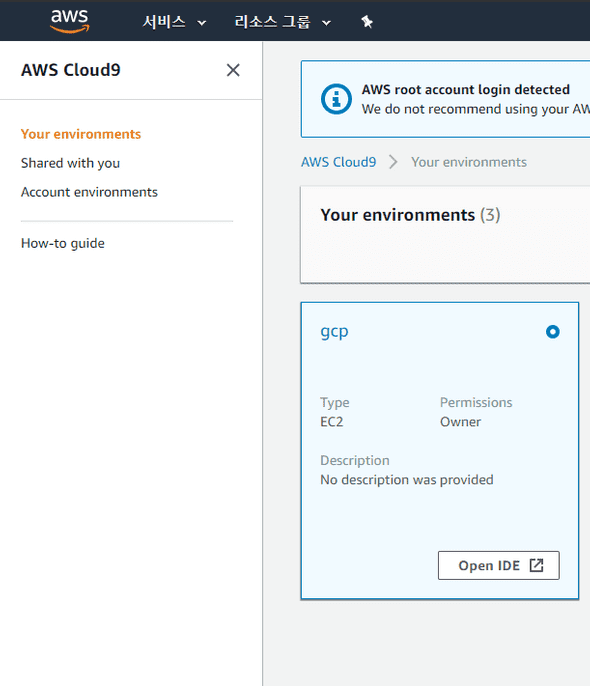 aws
서비스
리소스 그룹
AWS Cloud9
Your environments
Shared with you
Account environments
How-to guide
AWS root account login detected
We do not recommend using your AW
AWS Cloud9
Your environments
Your environments (3)
gcp
Type
Permissions
EC2
Owner
Description
No description was provided
Open IDE